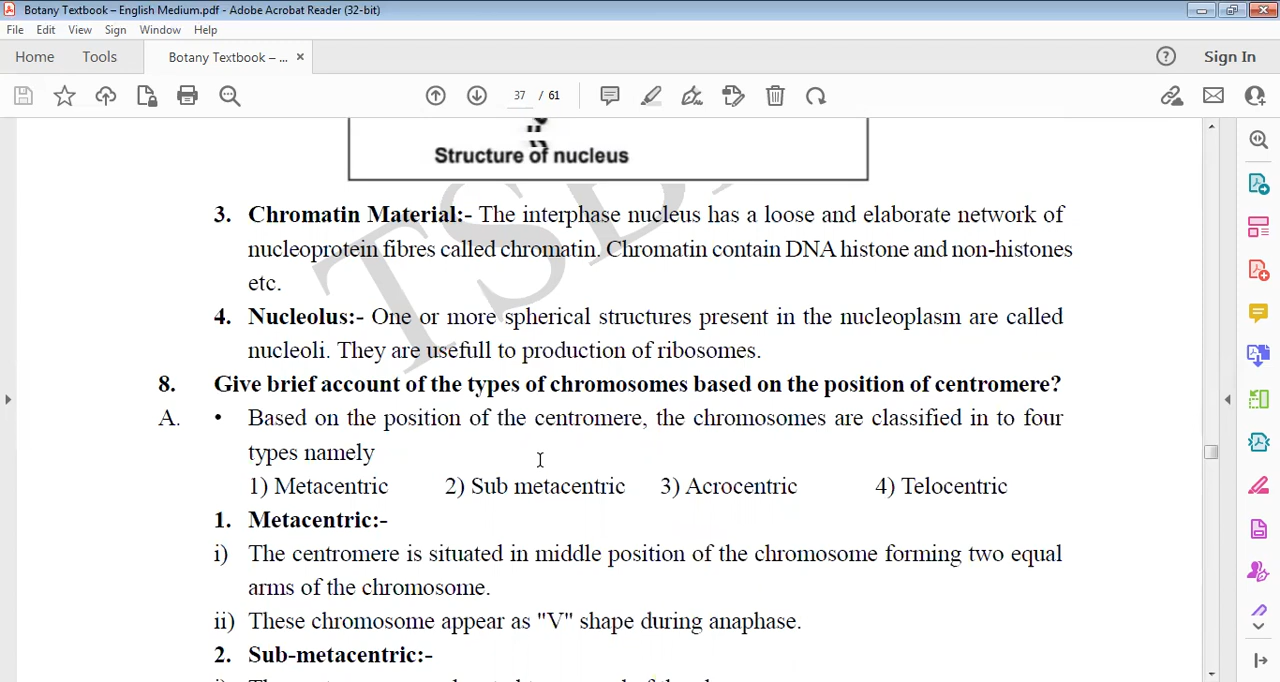 Botany Textbook – English Medium.pdf - Adobe Acrobat Reader (32-bit)
File Edit View Sign Window Help
Home Tools Botany Textbook – ... ×
? Sign In
37 / 61
Structure of nucleus
3. Chromatin Material:- The interphase nucleus has a loose and elaborate network of
nucleoprotein fibres called chromatin. Chromatin contain DNA histone and non-histones
etc.
4. Nucleolus:- One or more spherical structures present in the nucleoplasm are called
nucleoli. They are usefull to production of ribosomes.
8. Give brief account of the types of chromosomes based on the position of centromere?
A. • Based on the position of the centromere, the chromosomes are classified in to four
types namely
1) Metacentric 2) Sub metacentric 3) Acrocentric 4) Telocentric
1. Metacentric:-
i) The centromere is situated in middle position of the chromosome forming two equal
arms of the chromosome.
ii) These chromosome appear as "V" shape during anaphase.
2. Sub-metacentric:-